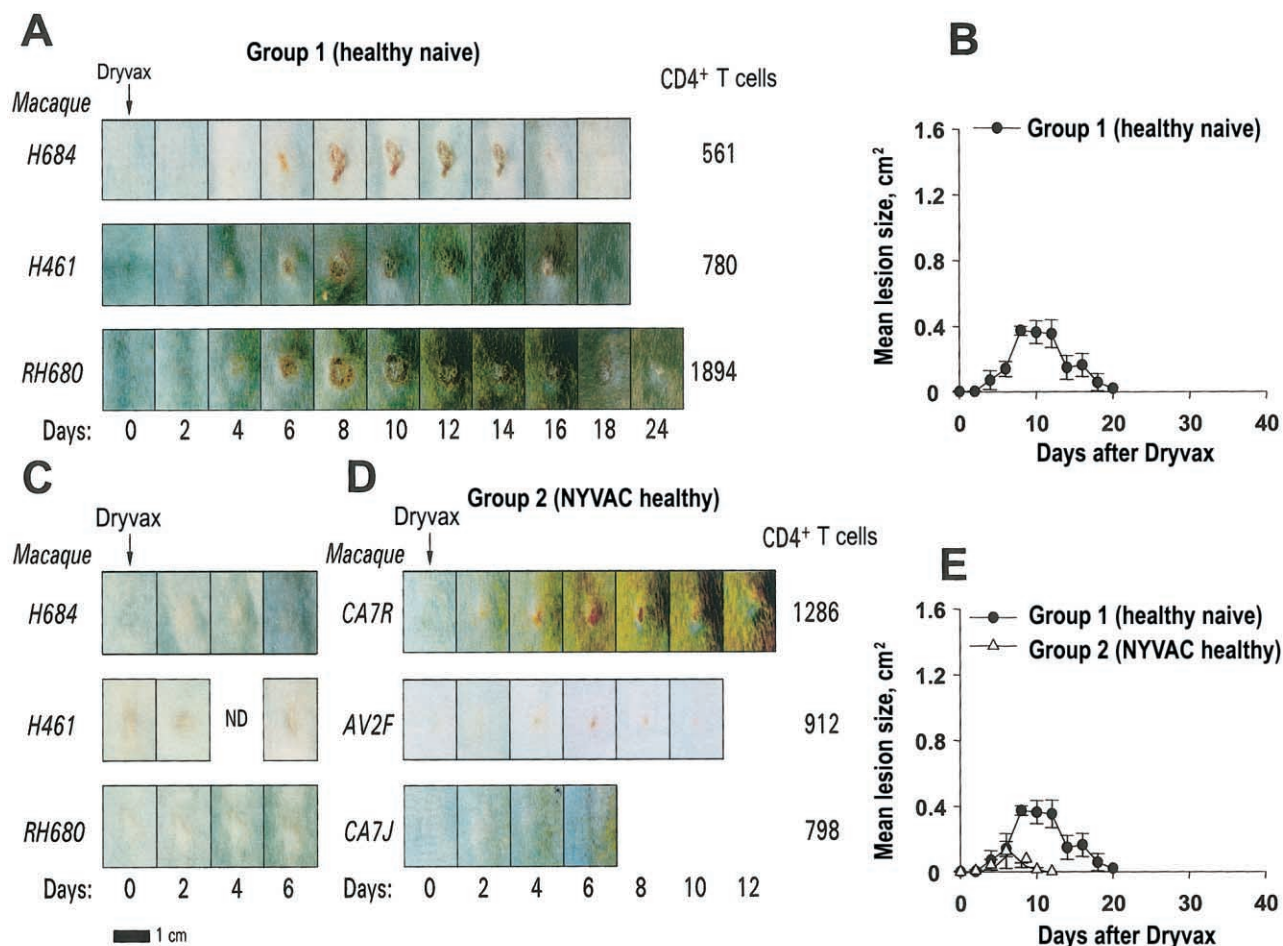 A
Group 1 (healthy naive)
Dryvax
CD4+ T cells
Macaque
H684
561
H461
780
RH680
1894
Days: 0 2 4 6 8 10 12 14 16 18 24
B
Group 1 (healthy naive)
Mean lesion size, cm²
1.6
1.2
0.8
0.4
0
0 10 20 30 40
Days after Dryvax
C
Dryvax
Macaque
H684
H461
ND
RH680
Days: 0 2 4 6
1 cm
D
Group 2 (NYVAC healthy)
Dryvax
CD4+ T cells
Macaque
CA7R
1286
AV2F
912
CA7J
798
Days: 0 2 4 6 8 10 12
E
Group 1 (healthy naive)
Group 2 (NYVAC healthy)
Mean lesion size, cm²
1.6
1.2
0.8
0.4
0
0 10 20 30 40
Days after Dryvax